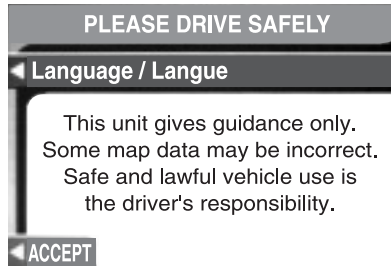 PLEASE DRIVE SAFELY
Language / Langue
This unit gives guidance only.
Some map data may be incorrect.
Safe and lawful vehicle use is
the driver's responsibility.
ACCEPT